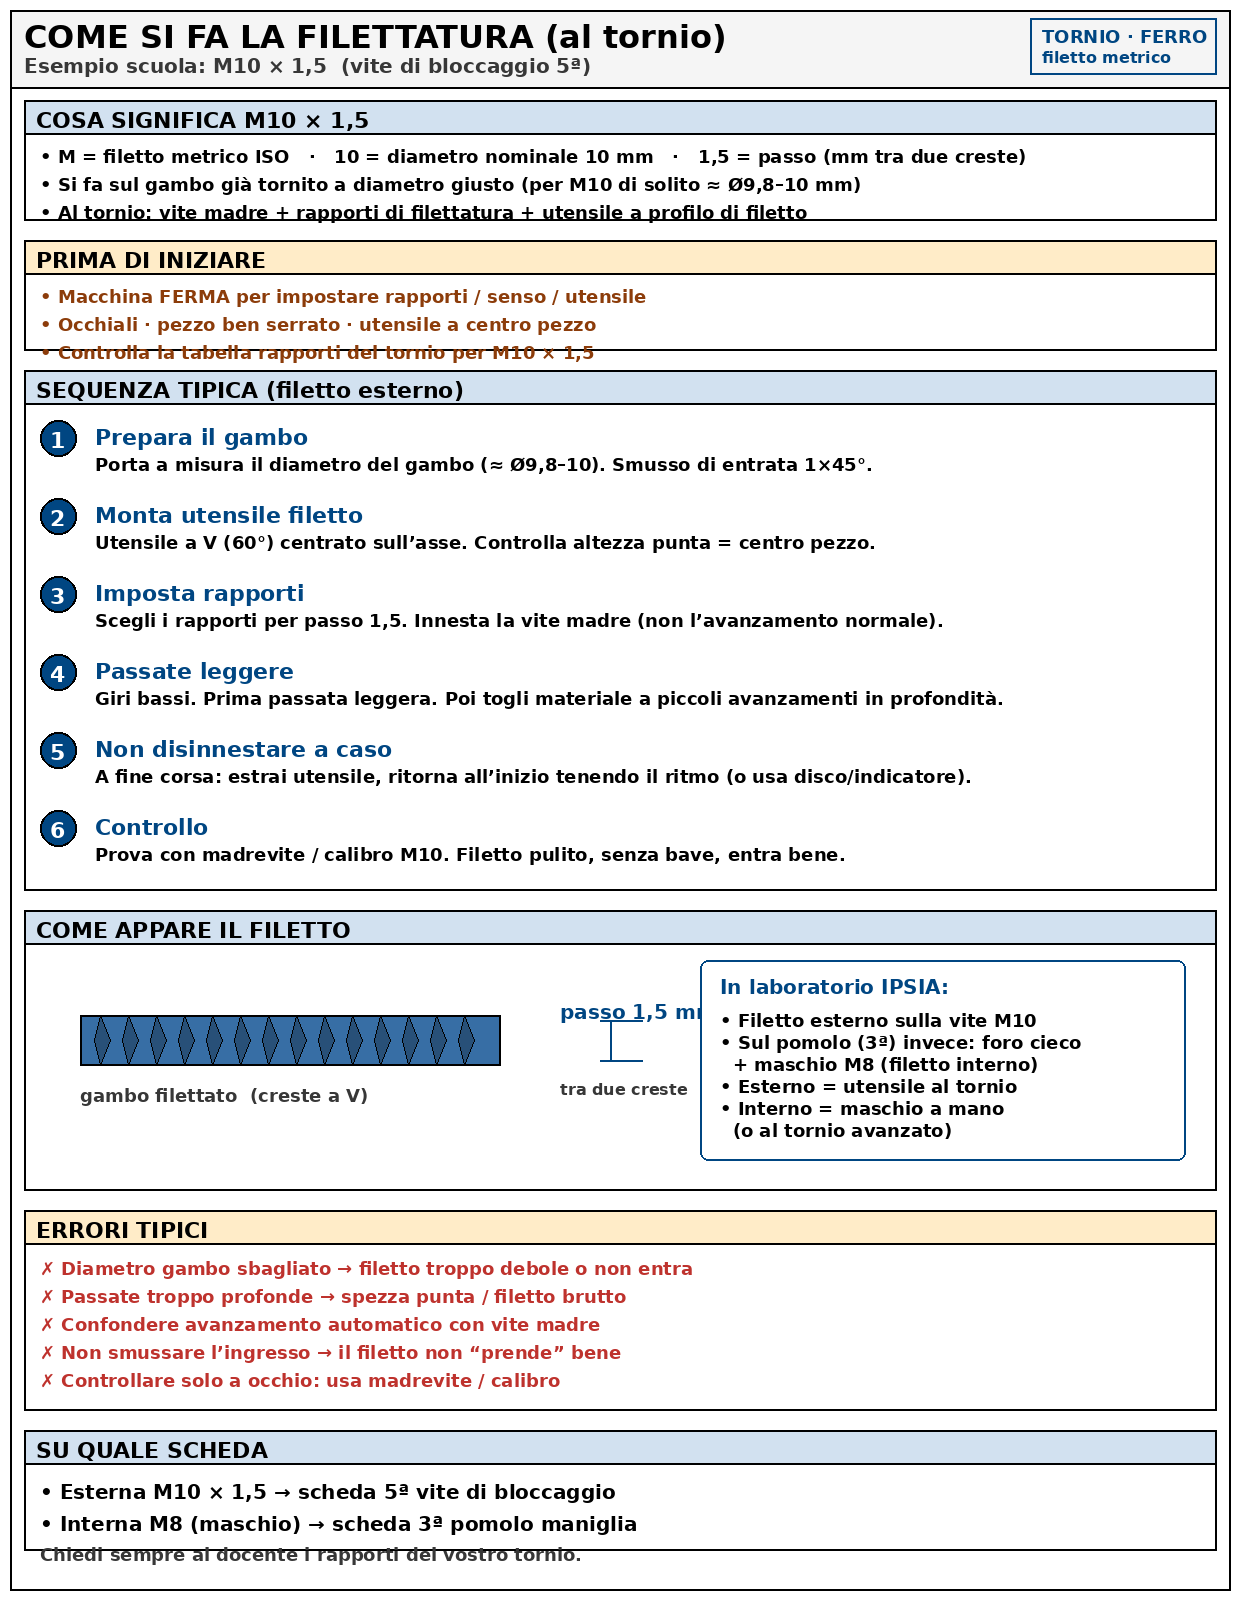 COME SI FA LA FILETTATURA (al tornio)
Esempio scuola: M10 × 1,5  (vite di bloccaggio 5ª)
TORNIO · FERRO
filetto metrico
COSA SIGNIFICA M10 × 1,5
• M = filetto metrico ISO   ·   10 = diametro nominale 10 mm   ·   1,5 = passo (mm tra due creste)
• Si fa sul gambo già tornito a diametro giusto (per M10 di solito ≈ Ø9,8–10 mm)
• Al tornio: vite madre + rapporti di filettatura + utensile a profilo di filetto
PRIMA DI INIZIARE
• Macchina FERMA per impostare rapporti / senso / utensile
• Occhiali · pezzo ben serrato · utensile a centro pezzo
• Controlla la tabella rapporti del tornio per M10 × 1,5
SEQUENZA TIPICA (filetto esterno)
1 Prepara il gambo
Porta a misura il diametro del gambo (≈ Ø9,8–10). Smusso di entrata 1×45°.
2 Monta utensile filetto
Utensile a V (60°) centrato sull’asse. Controlla altezza punta = centro pezzo.
3 Imposta rapporti
Scegli i rapporti per passo 1,5. Innesta la vite madre (non l’avanzamento normale).
4 Passate leggere
Giri bassi. Prima passata leggera. Poi togli materiale a piccoli avanzamenti in profondità.
5 Non disinnestare a caso
A fine corsa: estrai utensile, ritorna all’inizio tenendo il ritmo (o usa disco/indicatore).
6 Controllo
Prova con madrevite / calibro M10. Filetto pulito, senza bave, entra bene.
COME APPARE IL FILETTO
gambo filettato  (creste a V)
passo 1,5 m
tra due creste
In laboratorio IPSIA:
• Filetto esterno sulla vite M10
• Sul pomolo (3ª) invece: foro cieco
+ maschio M8 (filetto interno)
• Esterno = utensile al tornio
• Interno = maschio a mano
(o al tornio avanzato)
ERRORI TIPICI
✗ Diametro gambo sbagliato → filetto troppo debole o non entra
✗ Passate troppo profonde → spezza punta / filetto brutto
✗ Confondere avanzamento automatico con vite madre
✗ Non smussare l’ingresso → il filetto non “prende” bene
✗ Controllare solo a occhio: usa madrevite / calibro
SU QUALE SCHEDA
• Esterna M10 × 1,5 → scheda 5ª vite di bloccaggio
• Interna M8 (maschio) → scheda 3ª pomolo maniglia
Chiedi sempre al docente i rapporti del vostro tornio.